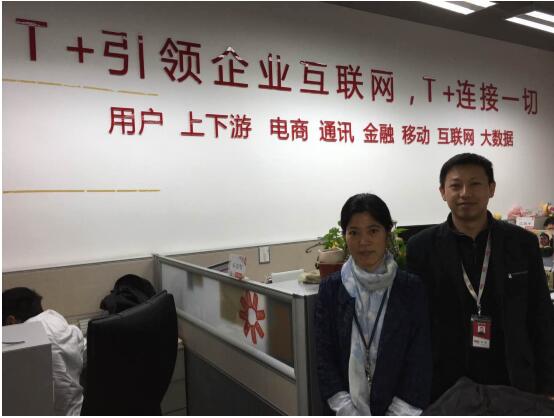 T+引领企业互联网,T+连接一切
用户 上下游 电商 通讯 金融 移动 互联网 大数据